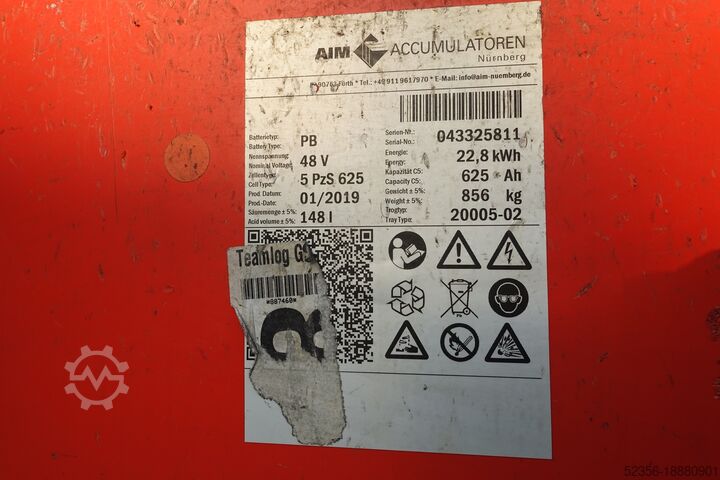 AIM ACCUMULATOREN
Nürnberg
90763 Fürth * Tel.: +49 911 9617970 * E-Mail: info@aim-nuernberg.de
Batterietyp:
Battery Type: PB
Nennspannung:
Nominal Voltage: 48 V
Zellentype:
Cell Type: 5 PzS 625
Prod. Datum:
Prod.-Date: 01/2019
Säuremenge ± 5%:
Acid volume ± 5%: 148 l
Serien-Nr.:
Serial-No.: 043325811
Energie:
Energy: 22,8 kWh
Kapazität C5:
Capacity C5: 625 Ah
Gewicht ± 5%:
Weight ± 5%: 856 kg
Trogtyp:
Tray Type: 20005-02
Teamlog G
*887460*
Pb
52356-18880901